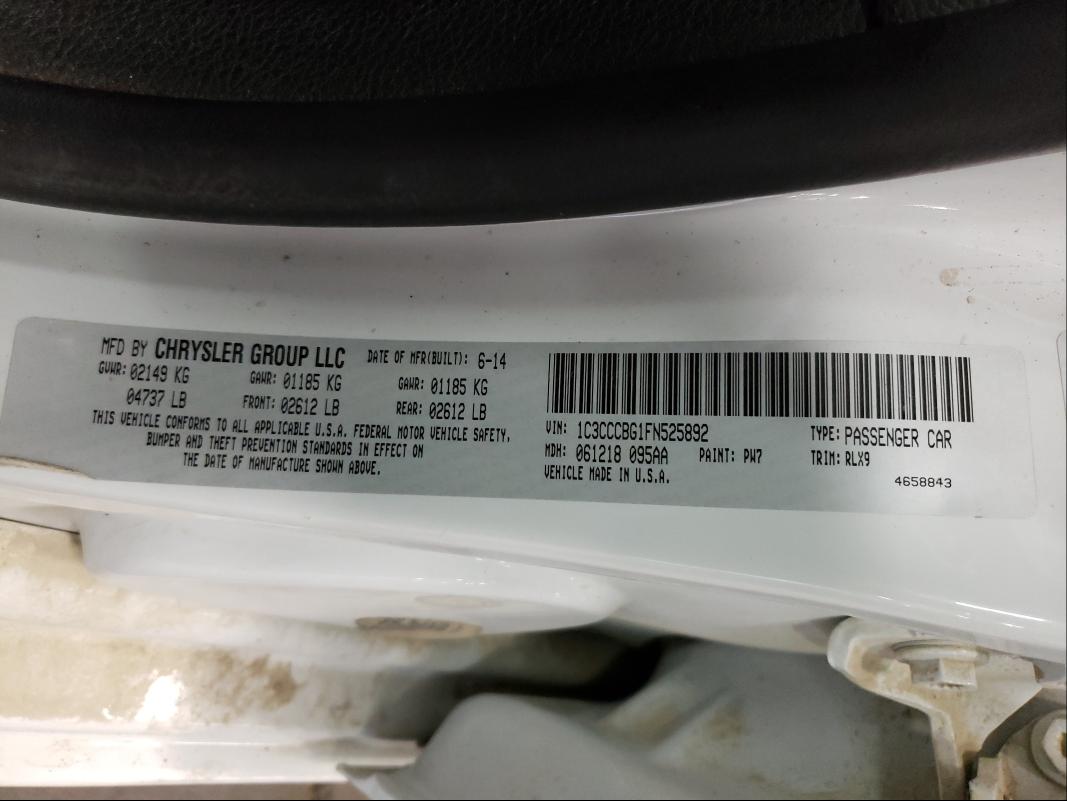 MFD BY CHRYSLER GROUP LLC DATE OF MFR(BUILT): 6-14
GVWR: 02149 KG GAWR: 01185 KG GAWR: 01185 KG
04737 LB FRONT: 02612 LB REAR: 02612 LB
THIS VEHICLE CONFORMS TO ALL APPLICABLE U.S.A. FEDERAL MOTOR VEHICLE SAFETY,
BUMPER AND THEFT PREVENTION STANDARDS IN EFFECT ON
THE DATE OF MANUFACTURE SHOWN ABOVE.
VIN: 1C3CCCBG1FN525892 TYPE: PASSENGER CAR
MDH: 061218 095AA PAINT: PW7 TRIM: RLX9
VEHICLE MADE IN U.S.A. 4658843